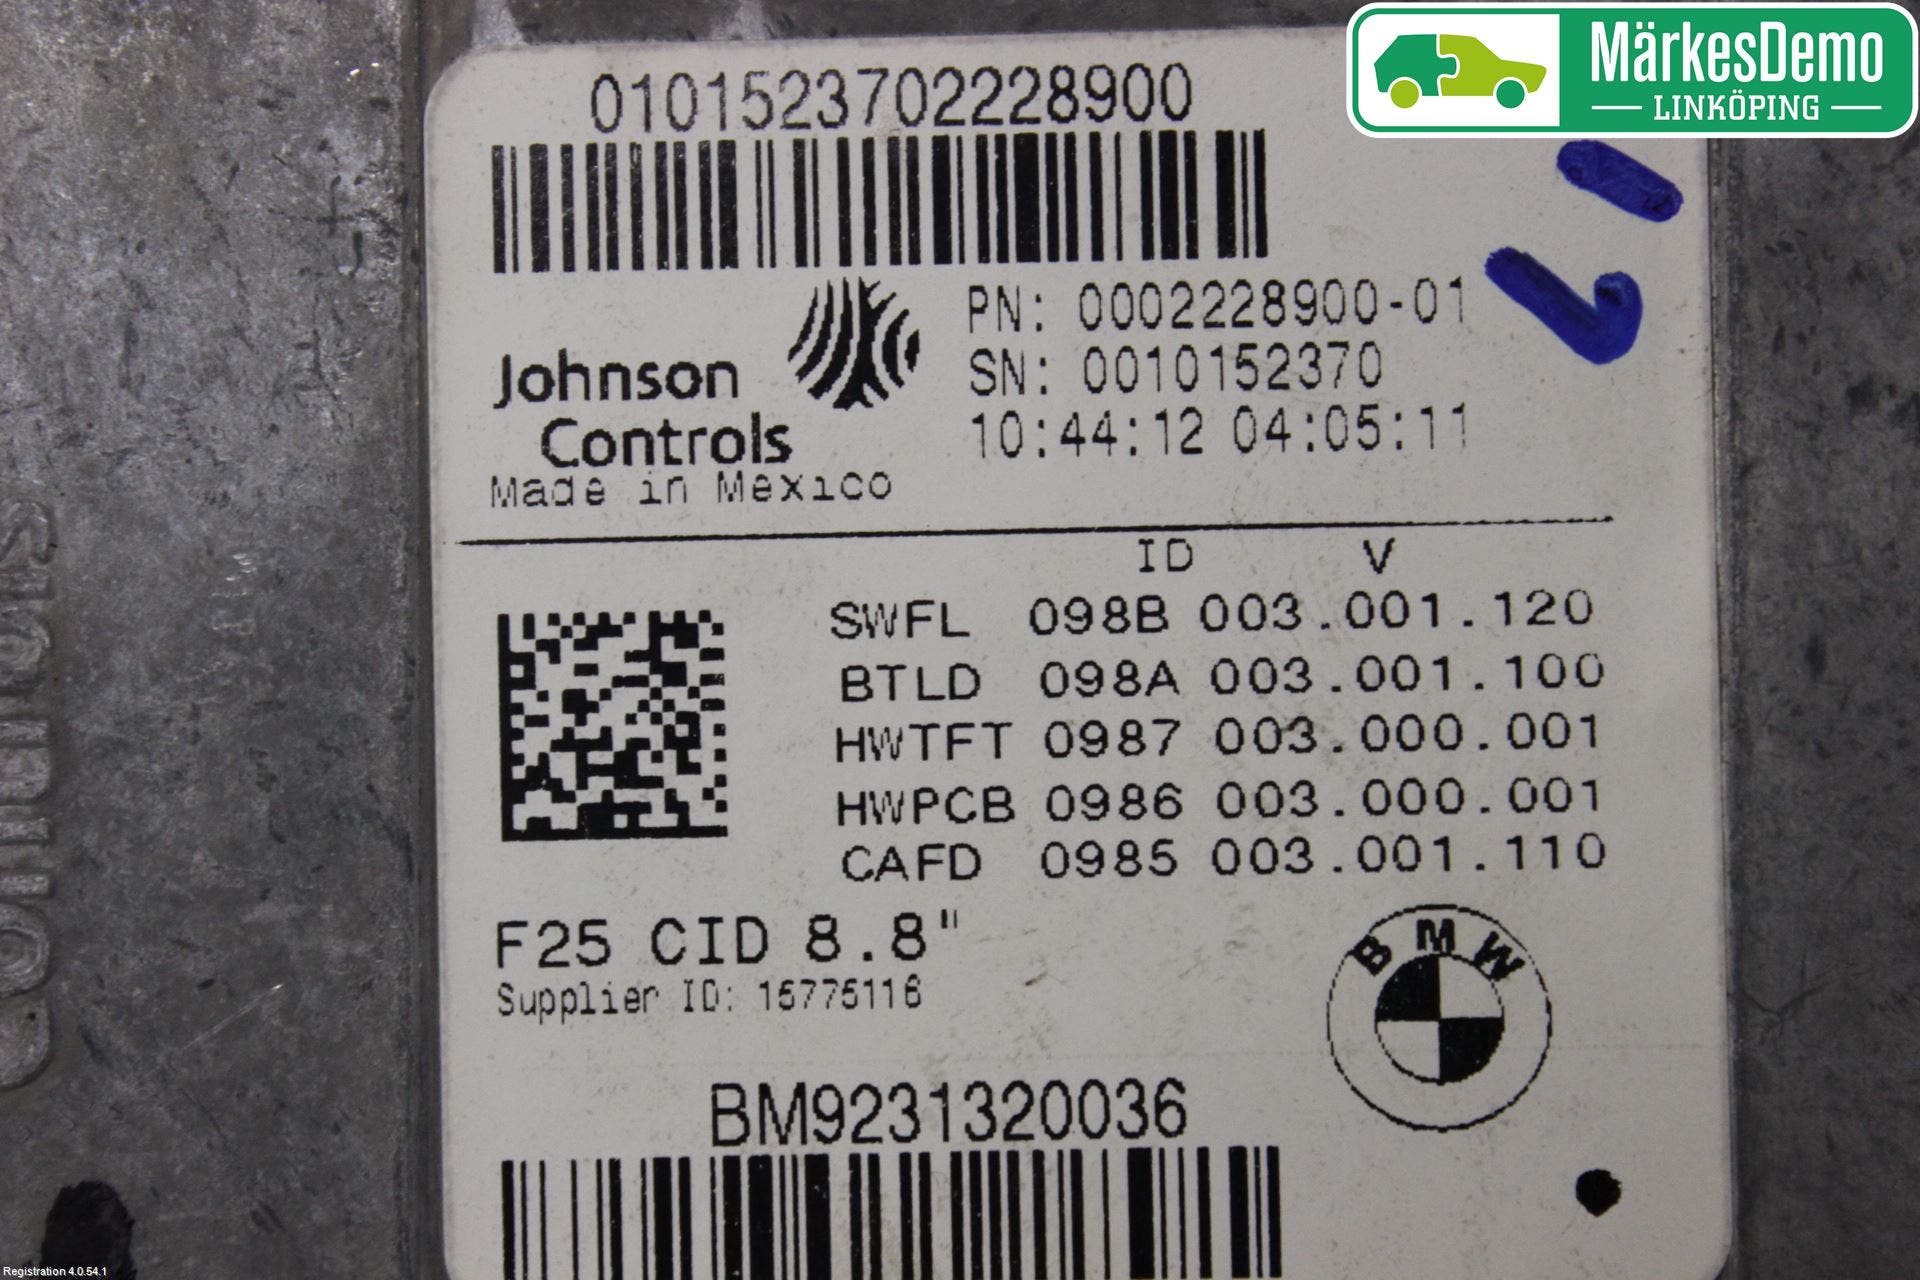 MärkesDemo
LINKÖPING
0101523702228900
PN: 0002228900-01
SN: 0010152370
10:44:12 04:05:11
Johnson
Controls
Made in Mexico
ID V
SWFL 098B 003.001.120
BTLD 098A 003.001.100
HWTFT 0987 003.000.001
HWPCB 0986 003.000.001
CAFD 0985 003.001.110
F25 CID 8.8"
Supplier ID: 15775116
BMW
BM9231320036
Registration 4.0.54.1